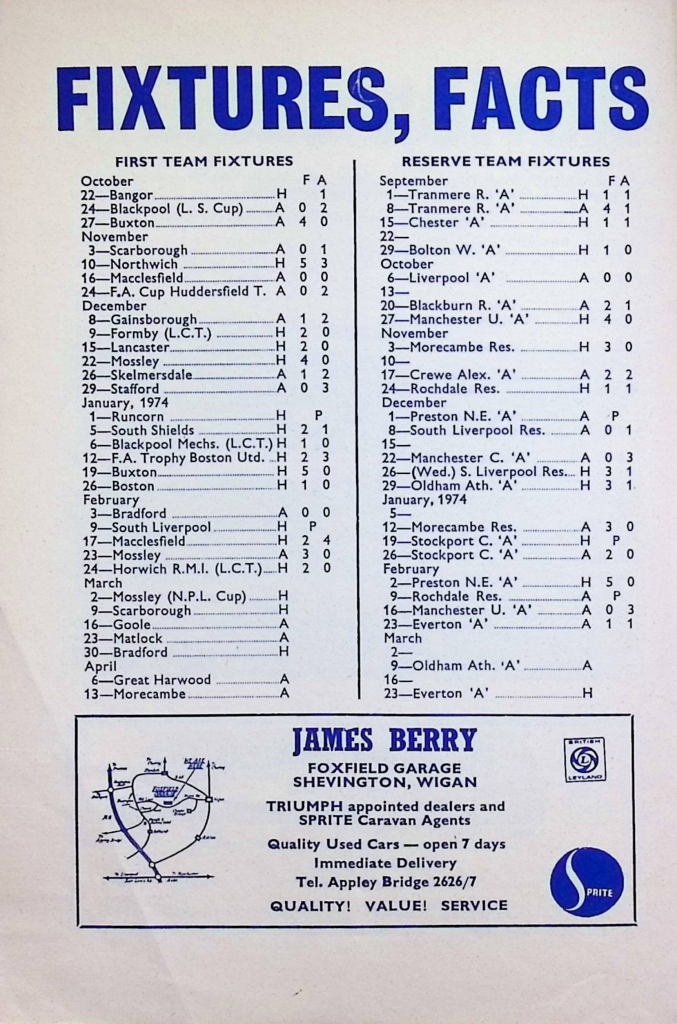 FIXTURES, FACTS
FIRST TEAM FIXTURES
October F A
22—Bangor H 1
24—Blackpool (L. S. Cup) A 0 2
27—Buxton A 4 0
November
3—Scarborough A 0 1
10—Northwich H 5 3
16—Macclesfield A 0 0
24—F.A. Cup Huddersfield T. A 0 2
December
8—Gainsborough A 1 2
9—Formby (L.C.T.) H 2 0
15—Lancaster H 2 0
22—Mossley H 4 0
26—Skelmersdale A 1 2
29—Stafford A 0 3
January, 1974
1—Runcorn H P
5—South Shields H 2 1
6—Blackpool Mechs. (L.C.T.) H 1 0
12—F.A. Trophy Boston Utd. H 2 3
19—Buxton H 5 0
26—Boston H 1 0
February
3—Bradford A 0 0
9—South Liverpool H P
17—Macclesfield H 2 4
23—Mossley A 3 0
24—Horwich R.M.I. (L.C.T.) H 2 0
March
2—Mossley (N.P.L. Cup) H
9—Scarborough H
16—Goole A
23—Matlock A
30—Bradford H
April
6—Great Harwood A
13—Morecambe A
RESERVE TEAM FIXTURES
September F A
1—Tranmere R. 'A' H 1 1
8—Tranmere R. 'A' A 4 1
15—Chester 'A' H 1 1
22—
29—Bolton W. 'A' H 1 0
October
6—Liverpool 'A' A 0 0
13—
20—Blackburn R. 'A' A 2 1
27—Manchester U. 'A' H 4 0
November
3—Morecambe Res. H 3 0
10—
17—Crewe Alex. 'A' A 2 2
24—Rochdale Res. H 1 1
December
1—Preston N.E. 'A' A P
8—South Liverpool Res. A 0 1
15—
22—Manchester C. 'A' A 0 3
26—(Wed.) S. Liverpool Res. H 3 1
29—Oldham Ath. 'A' H 3 1
January, 1974
5—
12—Morecambe Res. A 3 0
19—Stockport C. 'A' H P
26—Stockport C. 'A' A 2 0
February
2—Preston N.E. 'A' H 5 0
9—Rochdale Res. A P
16—Manchester U. 'A' A 0 3
23—Everton 'A' A 1 1
March
2—
9—Oldham Ath. 'A' A
16—
23—Everton 'A' H
JAMES BERRY
FOXFIELD GARAGE
SHEVINGTON, WIGAN
TRIUMPH appointed dealers and
SPRITE Caravan Agents
Quality Used Cars — open 7 days
Immediate Delivery
Tel. Appley Bridge 2626/7
QUALITY! VALUE! SERVICE
BRITISH
L
LEYLAND
SPRITE